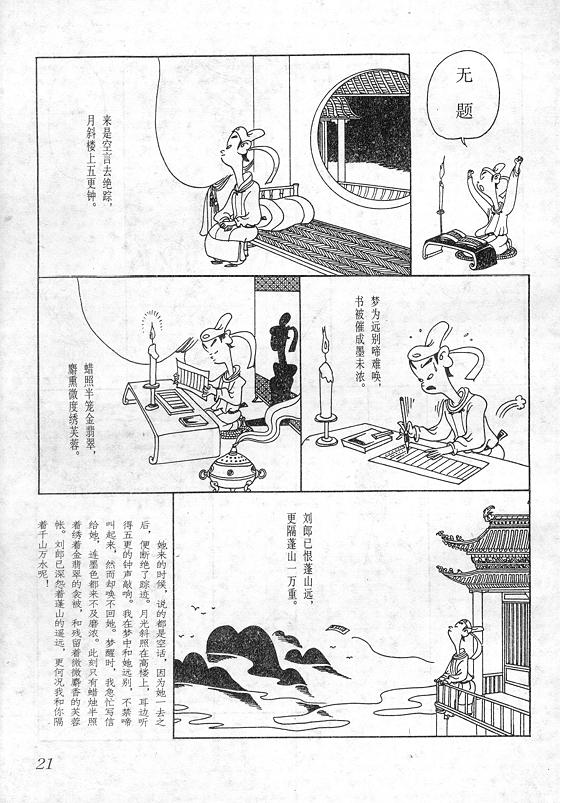 无题
来是空言去绝踪，
月斜楼上五更钟。
梦为远别啼难唤，
书被催成墨未浓。
蜡照半笼金翡翠，
麝熏微度绣芙蓉。
刘郎已恨蓬山远，
更隔蓬山一万重。
她来的时候，说的都是空话，因为她一去之
后，便断绝了踪迹。月光斜照在高楼上，耳边听
得五更的钟声敲响。我在梦中和她远别，不禁啼
叫起来，然而却唤不回她。梦醒时，我急忙写信
给她，连墨色都来不及磨浓。此刻只有蜡烛半照
着绣着金翡翠的衾被，和残留着微微麝香的芙蓉
帐。刘郎已深怨着蓬山的遥远，更何况我和你隔
着千山万水呢！
21